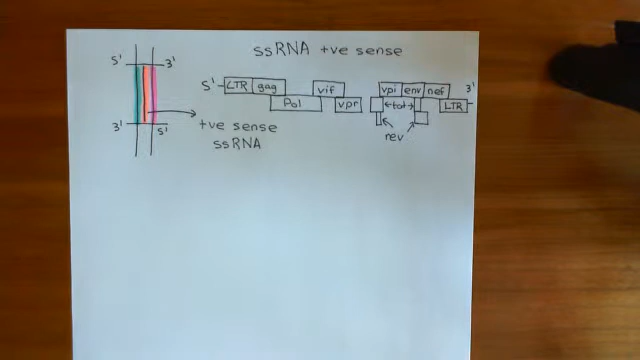 ssRNA +ve sense
5' 3'
5' LTR gag vif vpi env nef 3'
Pol vpr tat LTR
3' 5'
+ve sense
ssRNA
rev